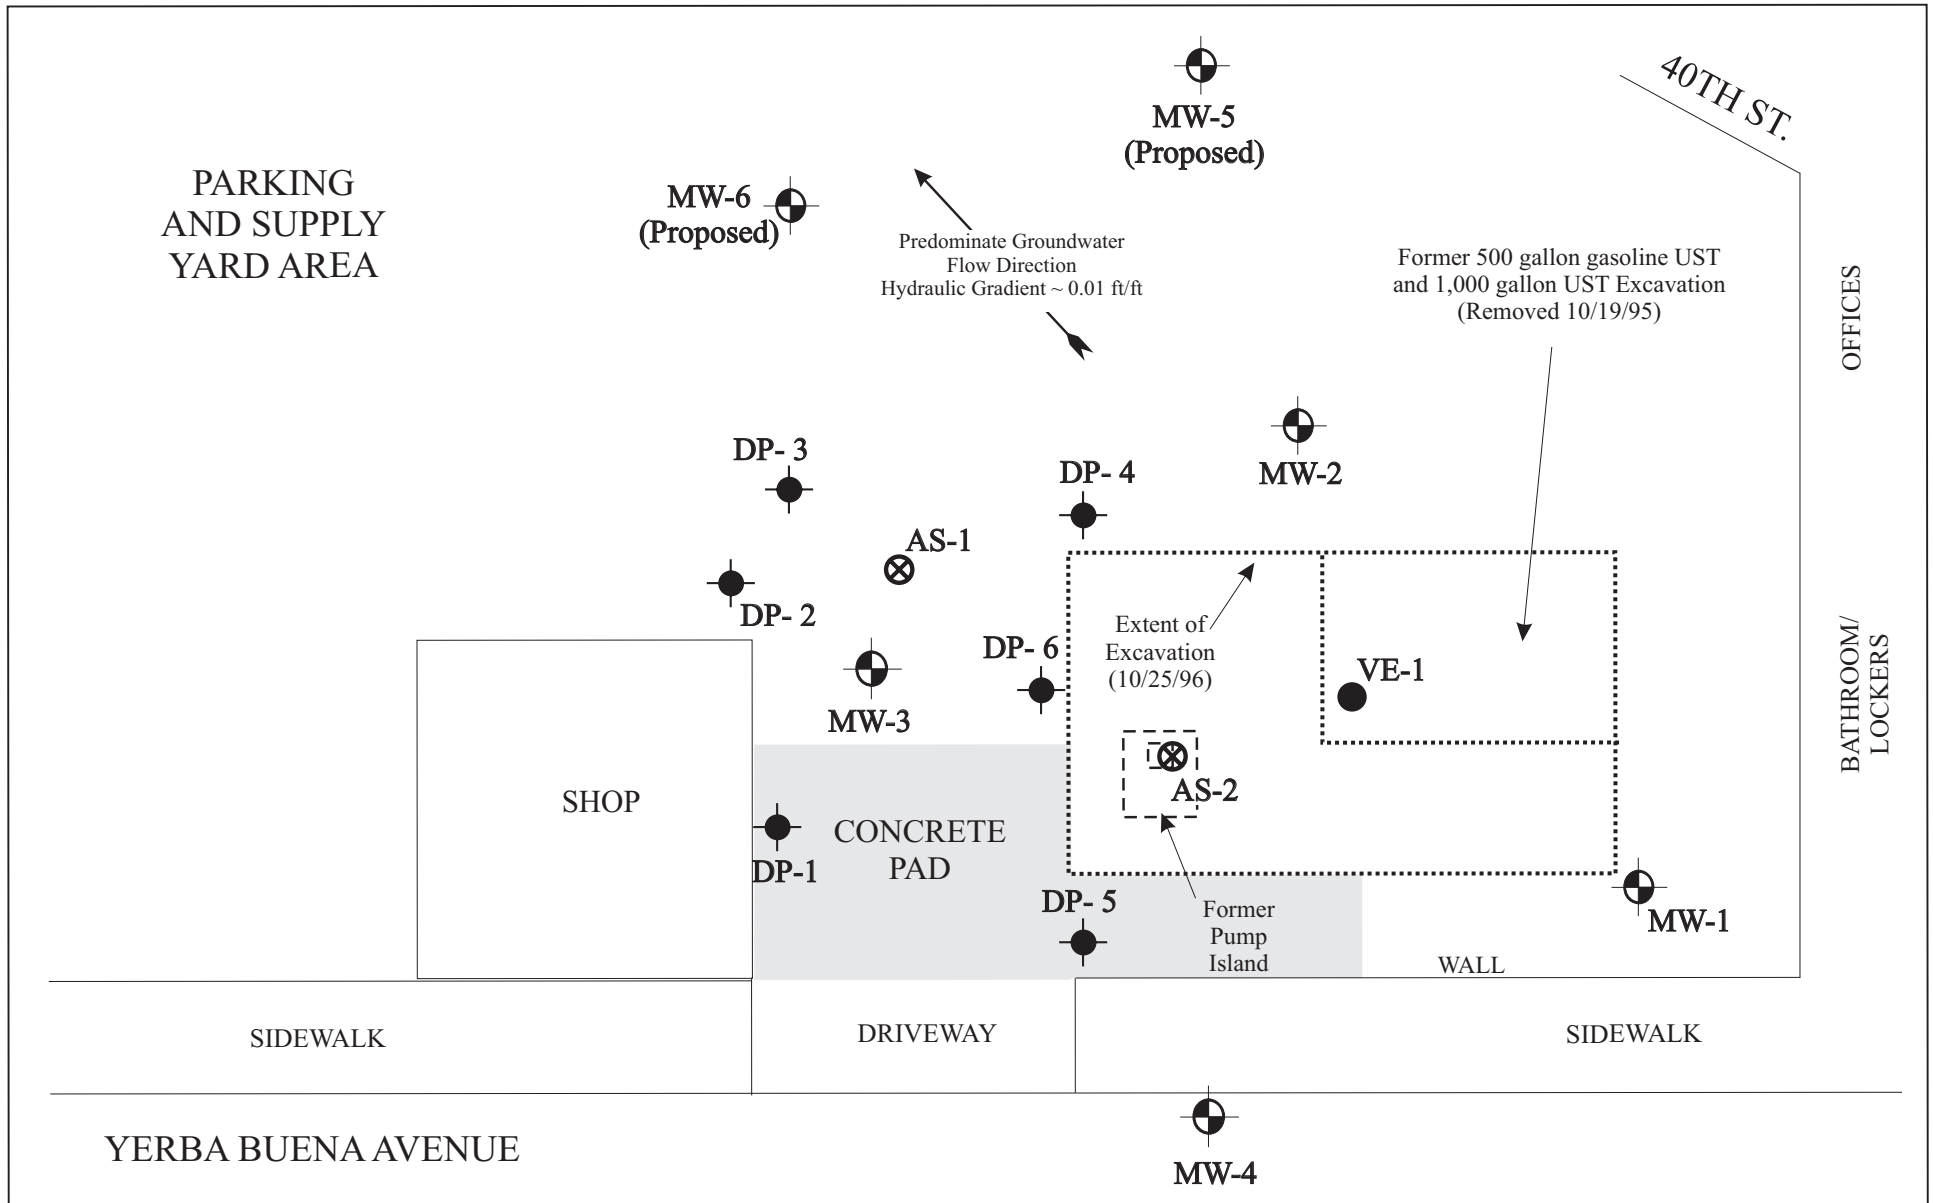 40TH ST.
MW-5
(Proposed)
PARKING
AND SUPPLY
YARD AREA
MW-6
(Proposed)
Predominate Groundwater
Flow Direction
Hydraulic Gradient ~ 0.01 ft/ft
Former 500 gallon gasoline UST
and 1,000 gallon UST Excavation
(Removed 10/19/95)
OFFICES
DP- 3
DP- 4
MW-2
AS-1
DP- 2
Extent of
Excavation
(10/25/96)
DP- 6
VE-1
BATHROOM/
LOCKERS
MW-3
AS-2
SHOP
CONCRETE
PAD
DP-1
DP- 5
Former
Pump
Island
MW-1
WALL
SIDEWALK
DRIVEWAY
SIDEWALK
YERBA BUENA AVENUE
MW-4